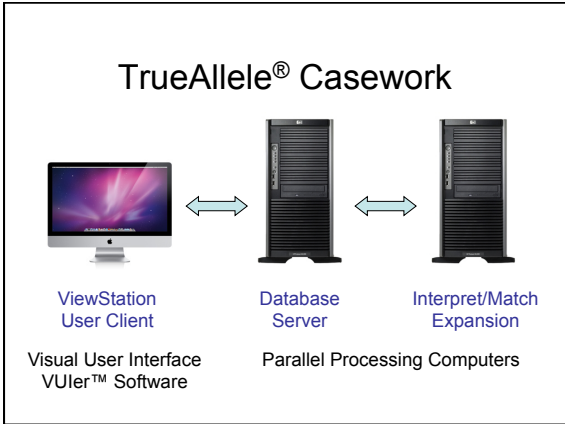 TrueAllele® Casework
ViewStation
User Client
Database
Server
Interpret/Match
Expansion
Visual User Interface
VUIer™ Software
Parallel Processing Computers